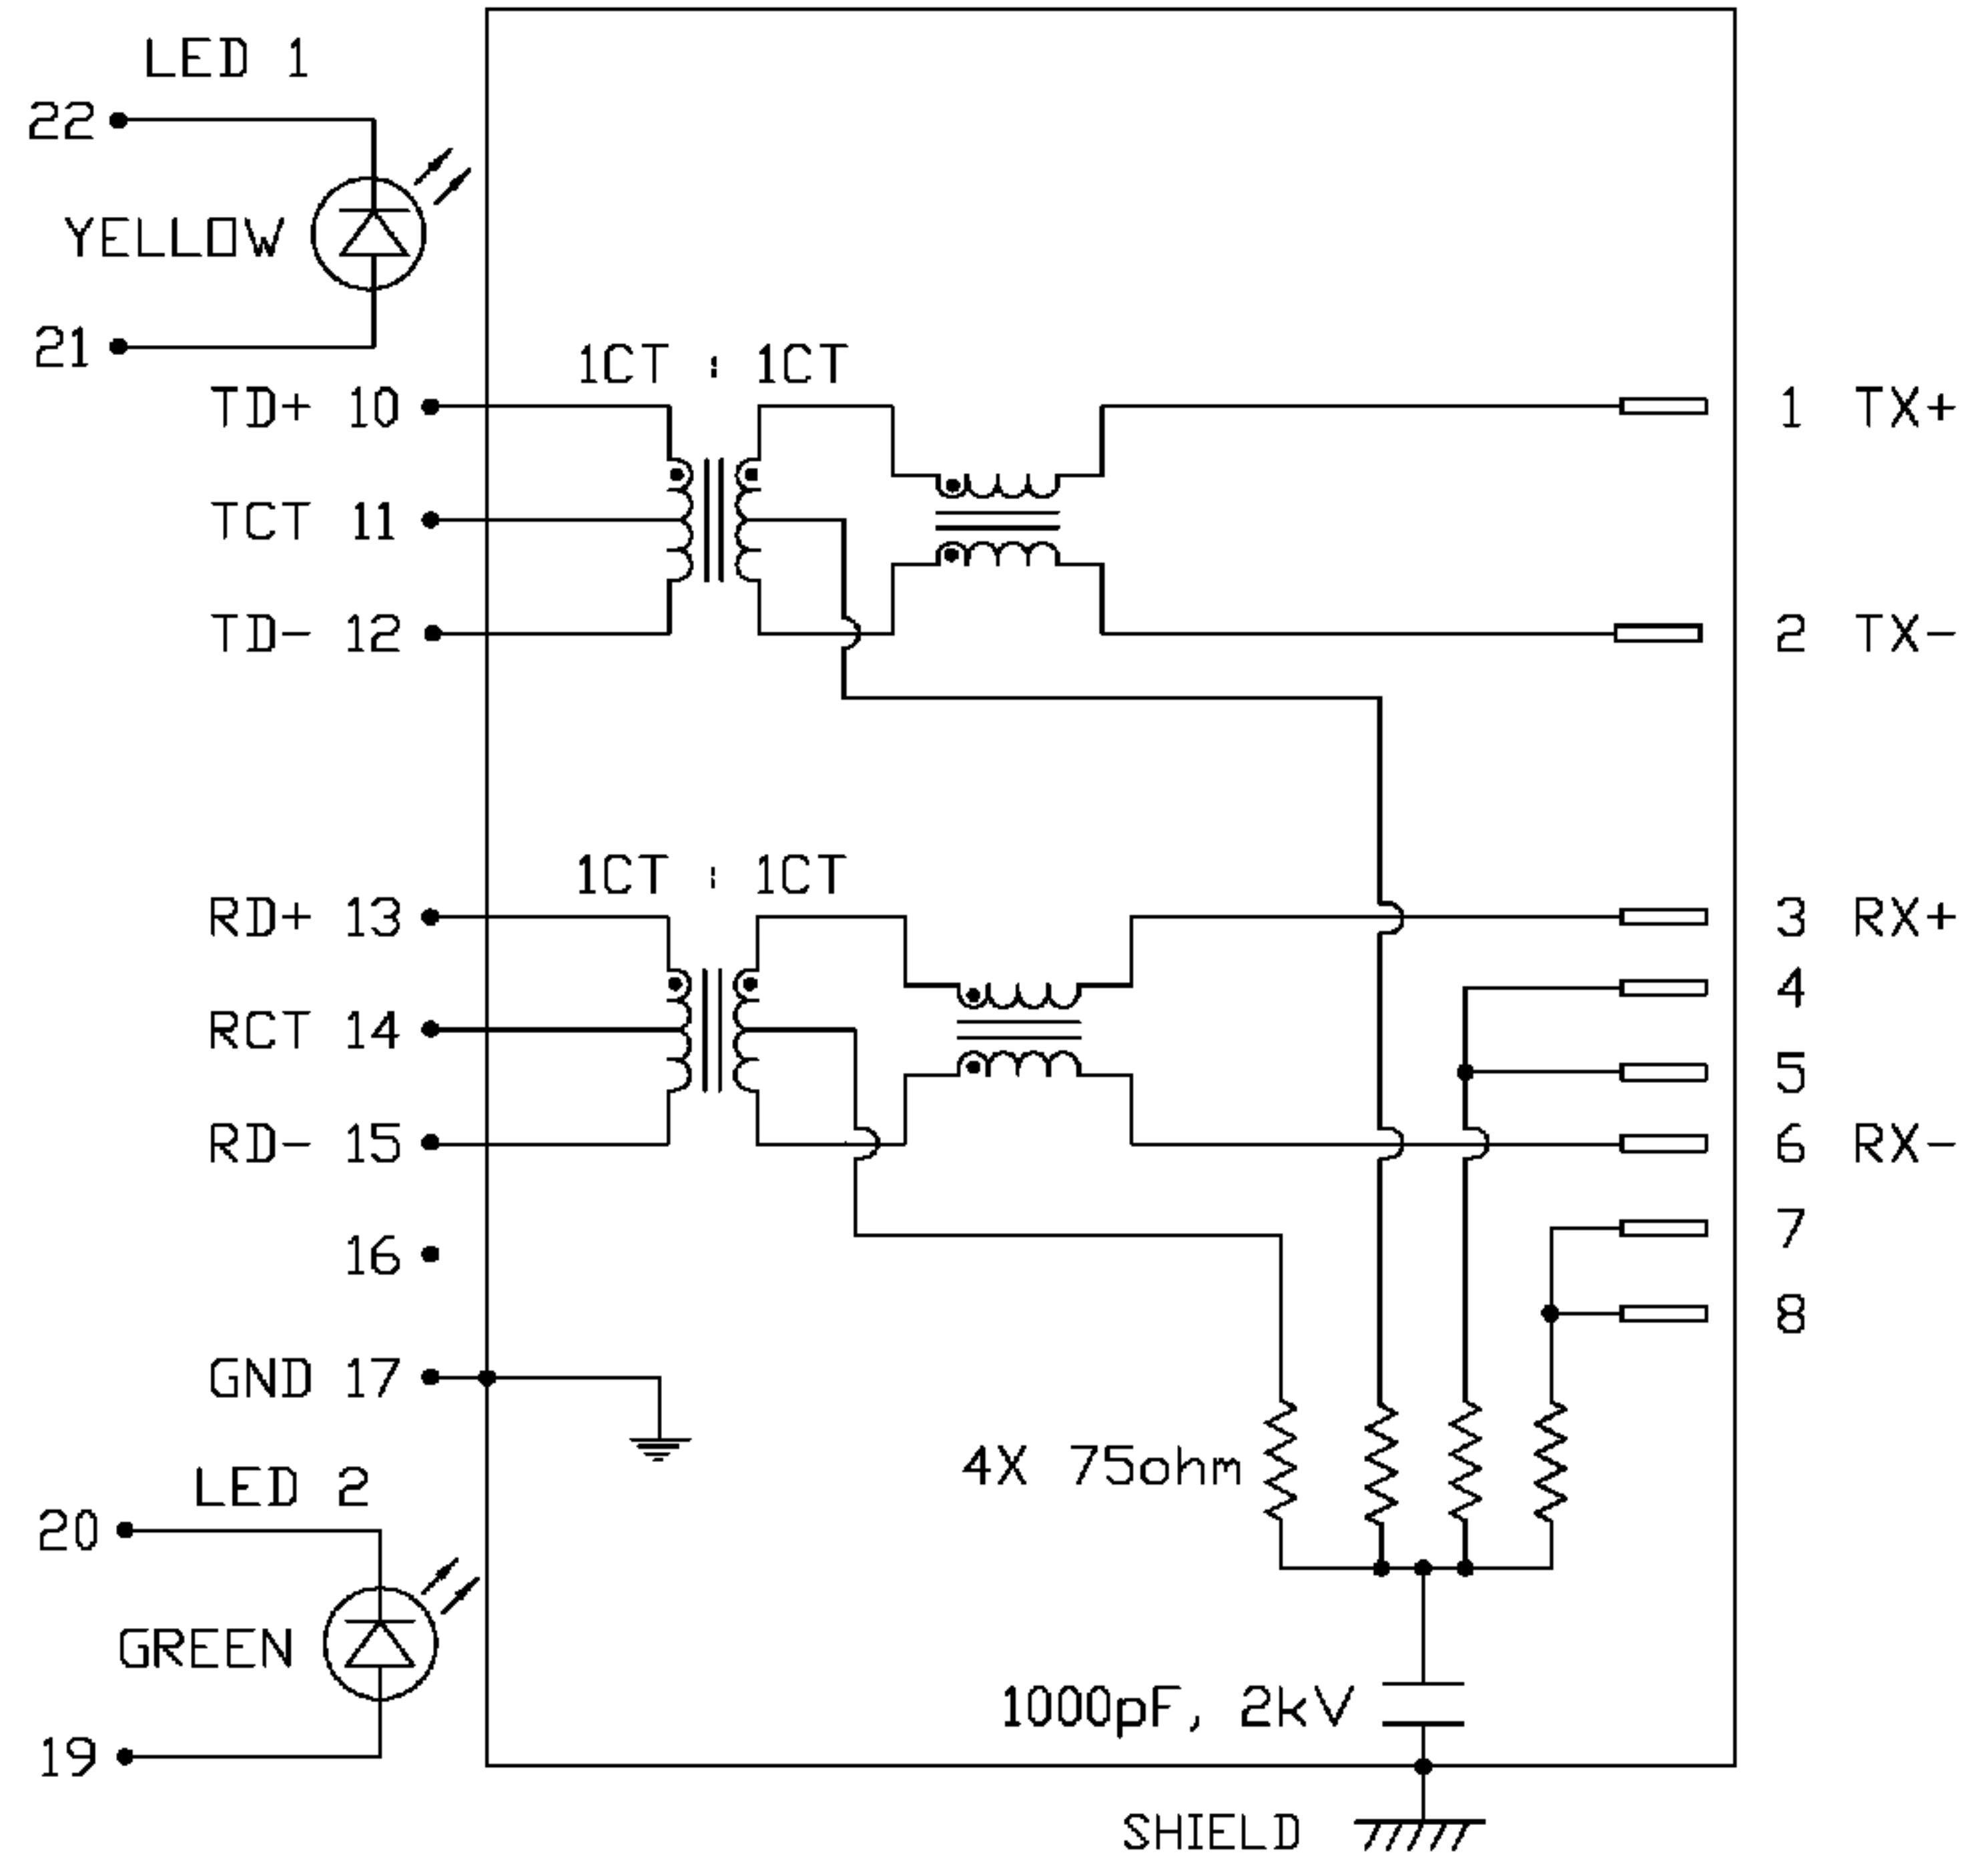 LED 1
22
YELLOW
21
1CT : 1CT
TD+ 10
1 TX+
TCT 11
TD- 12
2 TX-
1CT : 1CT
RD+ 13
3 RX+
4
RCT 14
5
RD- 15
6 RX-
7
16
8
GND 17
4X 75ohm
LED 2
20
GREEN
1000pF, 2kV
19
SHIELD